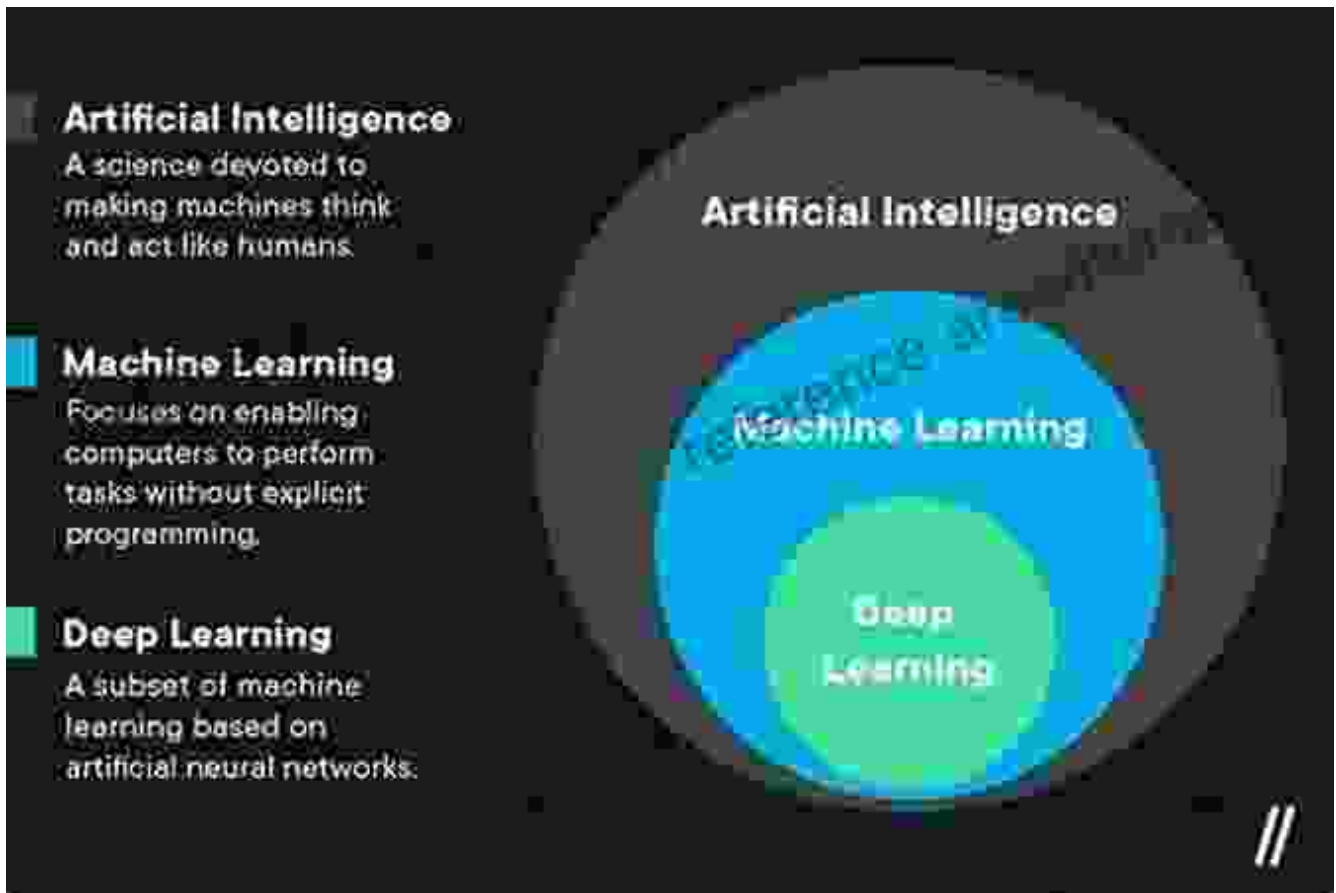 Artificial Intelligence
A science devoted to
making machines think
and act like humans.
Machine Learning
Focuses on enabling
computers to perform
tasks without explicit
programming.
Deep Learning
A subset of machine
learning based on
artificial neural networks.
Artificial Intelligence
Machine Learning
Deep
Learning
//